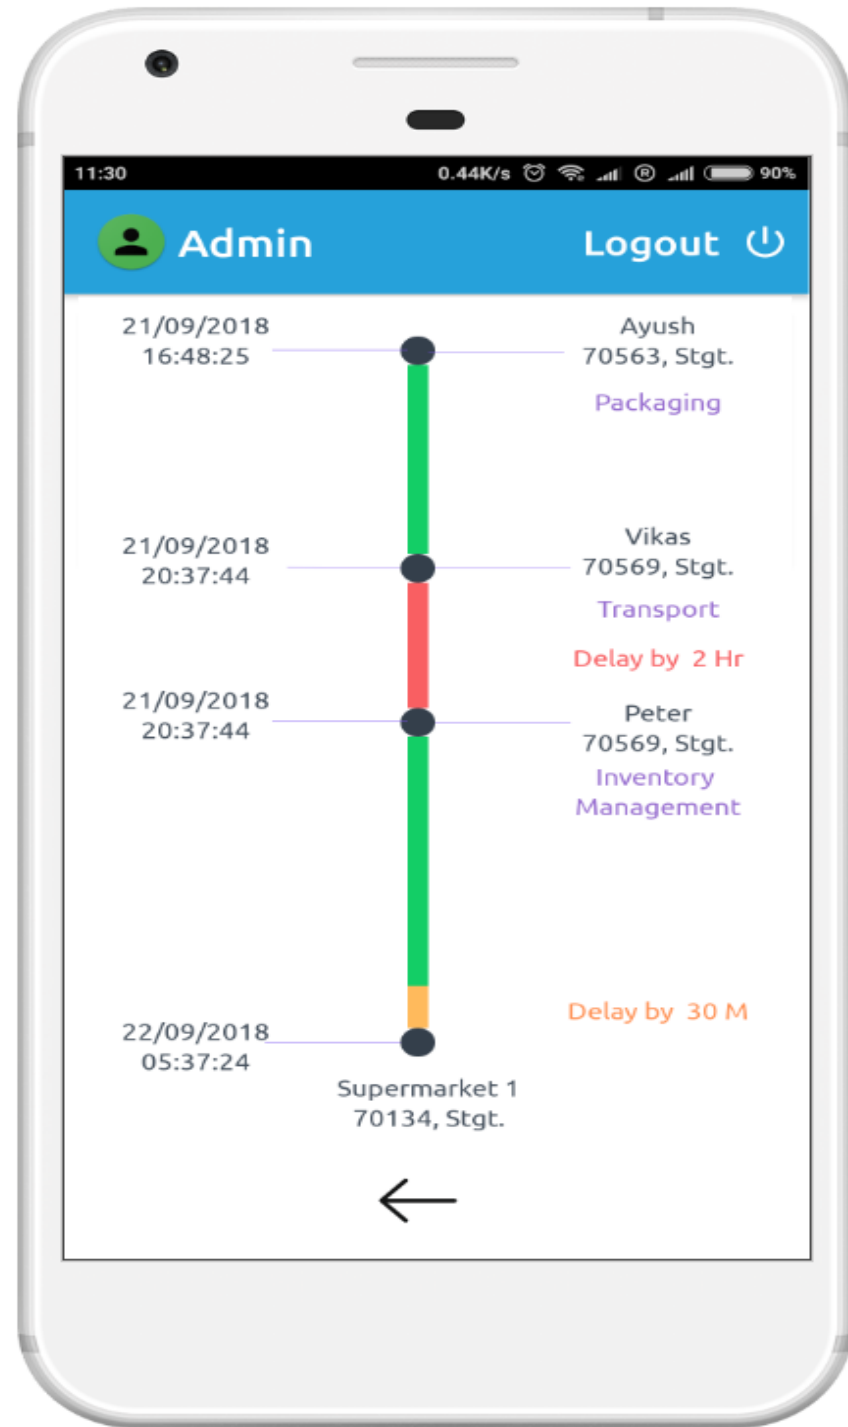 11:30 0.44K/s R 90%
Admin Logout
21/09/2018
16:48:25
Ayush
70563, Stgt.
Packaging
21/09/2018
20:37:44
Vikas
70569, Stgt.
Transport
Delay by 2 Hr
21/09/2018
20:37:44
Peter
70569, Stgt.
Inventory
Management
Delay by 30 M
22/09/2018
05:37:24
Supermarket 1
70134, Stgt.